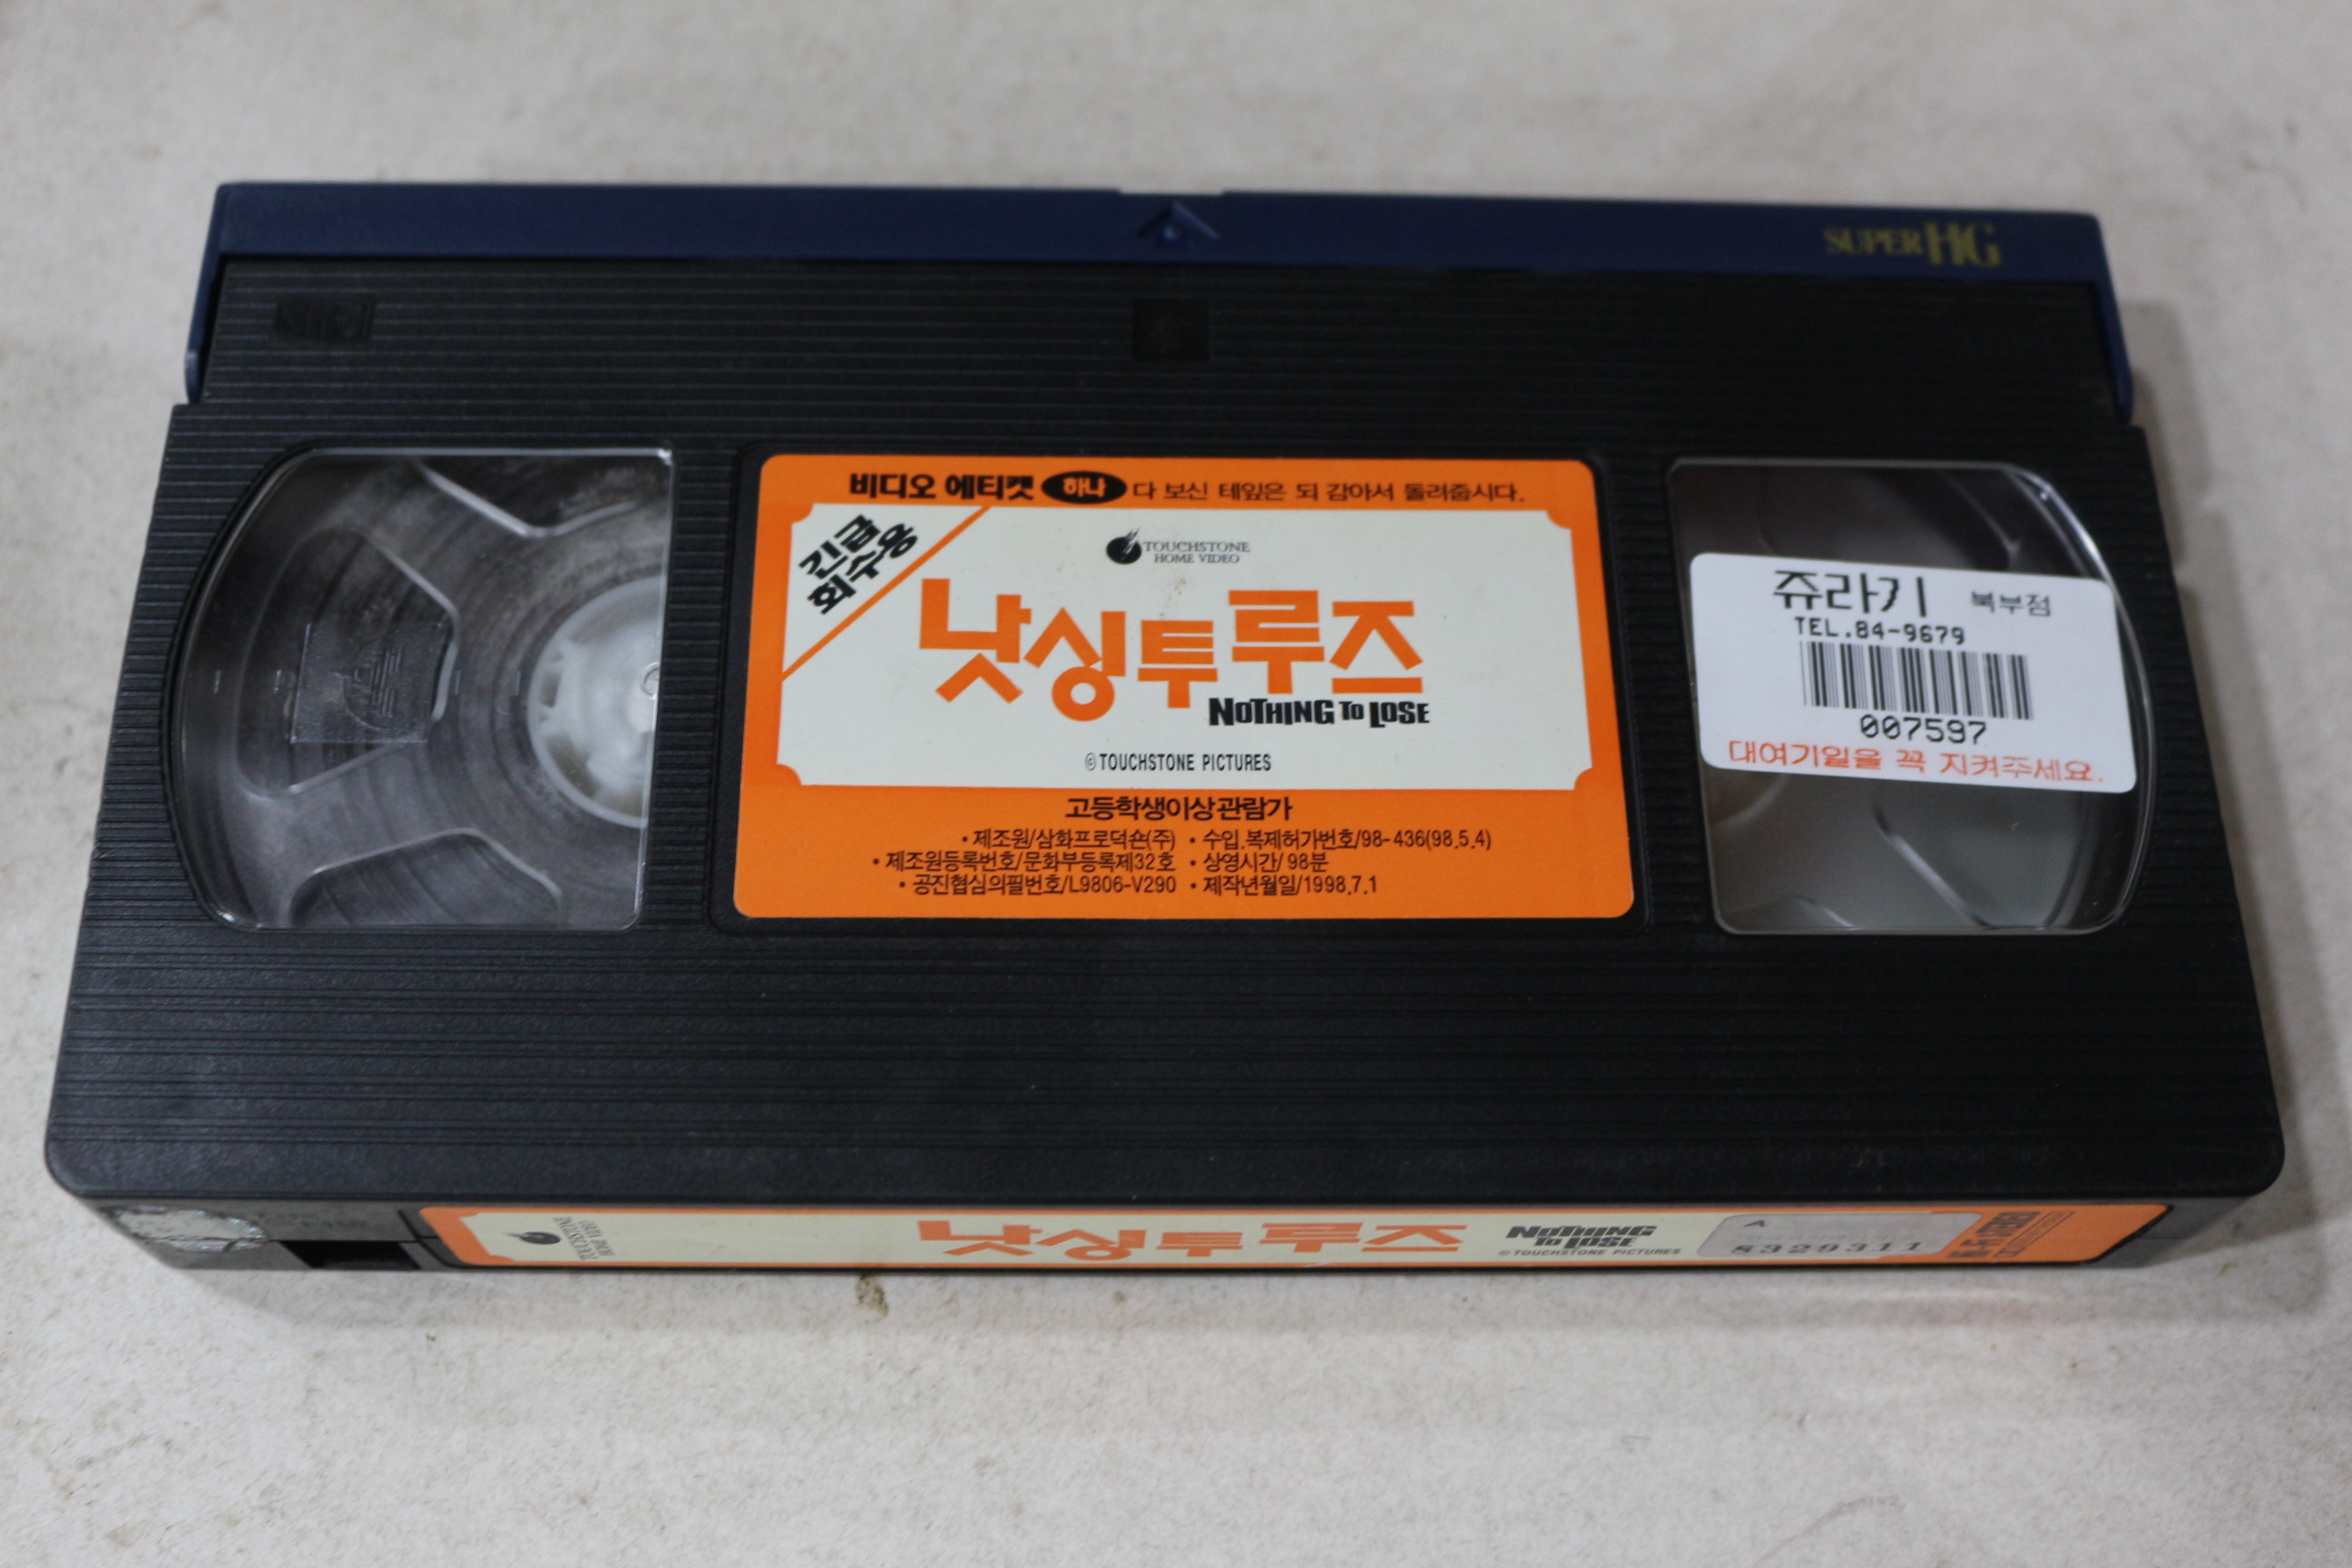 SUPER HG
VHS
비디오 에티켓 하나 다 보신 테잎은 되 감아서 돌려줍시다.
긴급
회수용
TOUCHSTONE
HOME VIDEO
낫싱투루즈
NOTHING TO LOSE
©TOUCHSTONE PICTURES
고등학생이상관람가
• 제조원/삼화프로덕숀(주) • 수입.복제허가번호/98-436(98.5.4)
• 제조원등록번호/문화부등록제32호 • 상영시간/98분
• 공진협심의필번호/L9806-V290 • 제작년월일/1998.7.1
쥬라기 북부점
TEL.84-9679
007597
대여기일을 꼭 지켜주세요.
TOUCHSTONE
HOME VIDEO
낫싱투루즈
NOTHING
TO LOSE
©TOUCHSTONE PICTURES
A
8329311